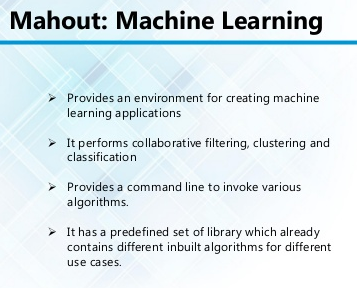 Mahout: Machine Learning
➢ Provides an environment for creating machine
learning applications
➢ It performs collaborative filtering, clustering and
classification
➢ Provides a command line to invoke various
algorithms.
➢ It has a predefined set of library which already
contains different inbuilt algorithms for different
use cases.